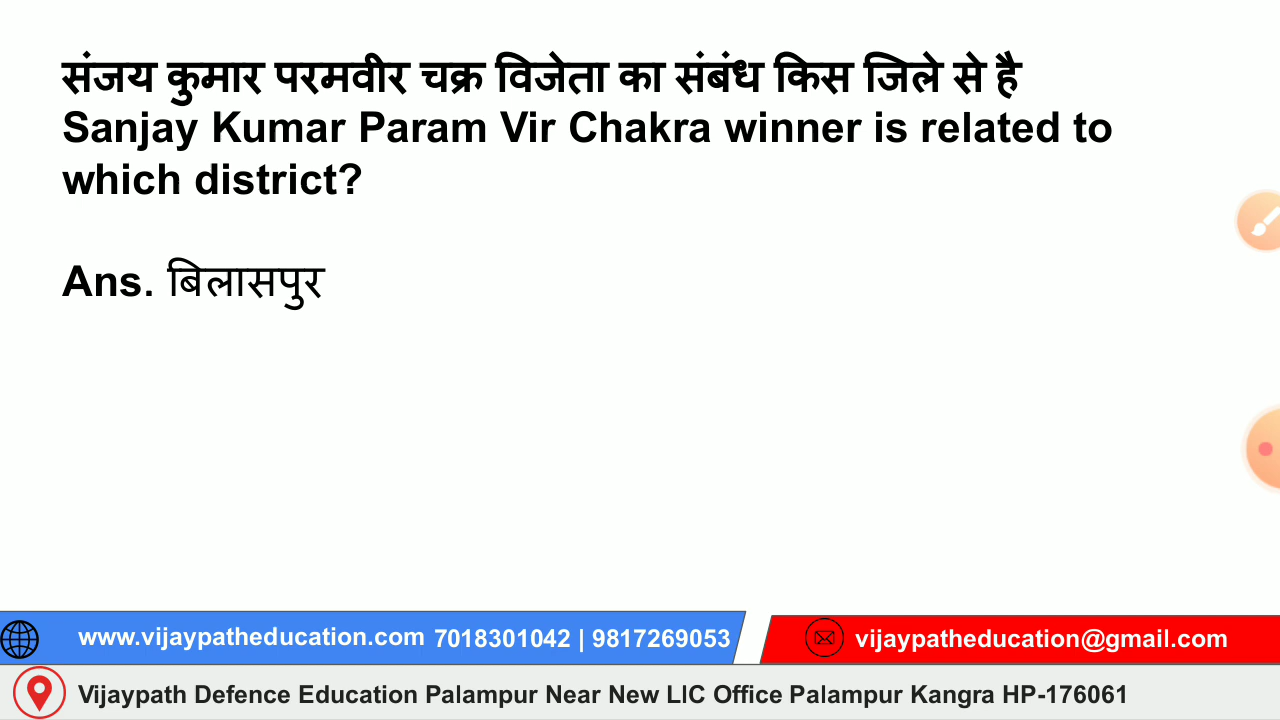 संजय कुमार परमवीर चक्र विजेता का संबंध किस जिले से है
Sanjay Kumar Param Vir Chakra winner is related to
which district?
Ans. बिलासपुर
www.vijaypatheducation.com 7018301042 | 9817269053
vijaypatheducation@gmail.com
Vijaypath Defence Education Palampur Near New LIC Office Palampur Kangra HP-176061